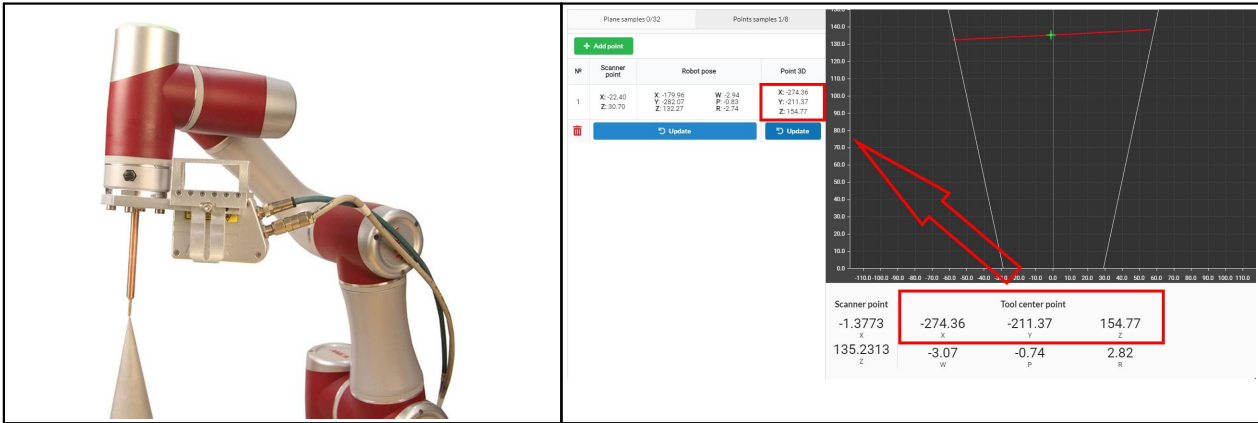 Plane samples 0/32
Points samples 1/8
+ Add point
Nº
Scanner point
Robot pose
Point 3D
1
X: -22.40
Z: 30.70
X: -179.96
Y: -282.07
Z: 132.27
W: -2.94
P: -0.83
R: -2.74
X: -274.36
Y: -211.37
Z: 154.77
Update
Update
140.0
130.0
120.0
110.0
100.0
90.0
80.0
70.0
60.0
50.0
40.0
30.0
20.0
10.0
0.0
-110.0 -100.0 -90.0 -80.0 -70.0 -60.0 -50.0 -40.0 -20.0 -10.0 0.0 10.0 20.0 30.0 40.0 50.0 60.0 70.0 80.0 90.0 100.0 110.0
Scanner point
Tool center point
-1.3773
X
-274.36
X
-211.37
Y
154.77
Z
135.2313
Z
-3.07
W
-0.74
P
2.82
R